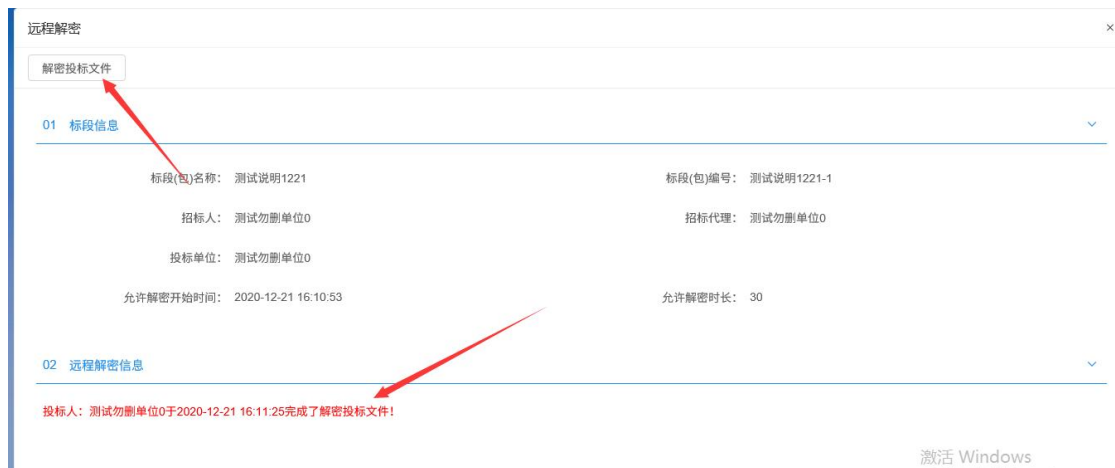 远程解密
×
解密投标文件
01 标段信息
标段(包)名称： 测试说明1221 标段(包)编号： 测试说明1221-1
招标人： 测试勿删单位0 招标代理： 测试勿删单位0
投标单位： 测试勿删单位0
允许解密开始时间： 2020-12-21 16:10:53 允许解密时长： 30
02 远程解密信息
投标人：测试勿删单位0于2020-12-21 16:11:25完成了解密投标文件！
激活 Windows